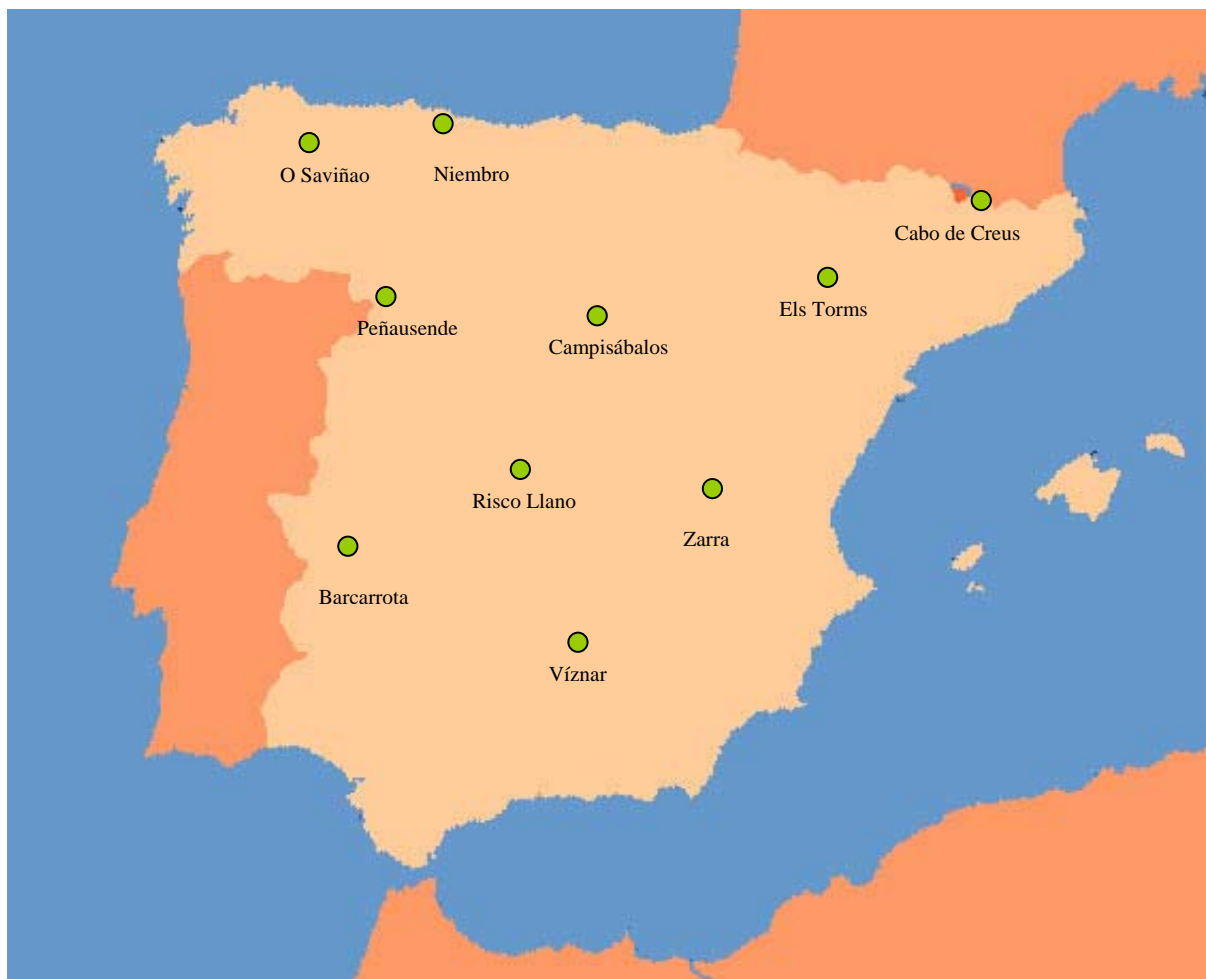 O Saviñao
Niembro
Cabo de Creus
Els Torms
Peñausende
Campisábalos
Risco Llano
Zarra
Barcarrota
Víznar